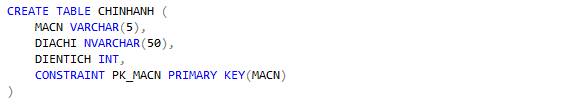 CREATE TABLE CHINHANH (
    MACN VARCHAR(5),
    DIACHI NVARCHAR(50),
    DIENTICH INT,
    CONSTRAINT PK_MACN PRIMARY KEY(MACN)
)